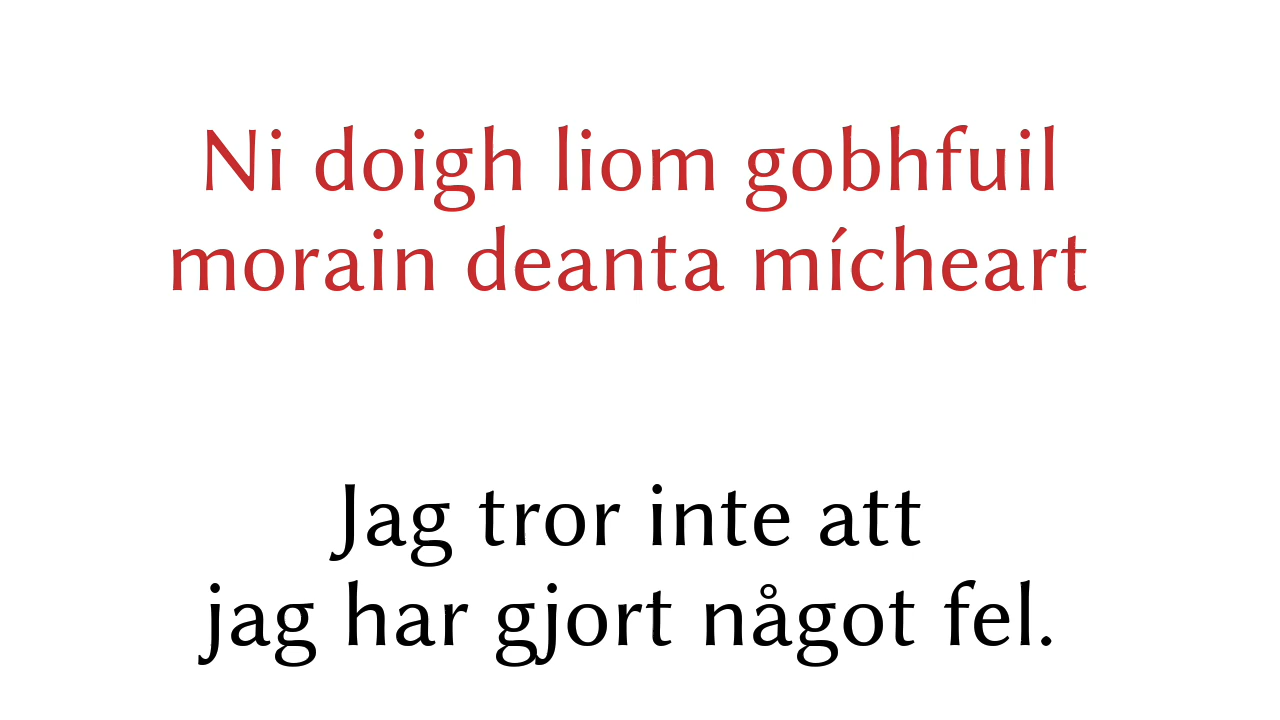 Ni doigh liom gobhfuil
morain deanta mícheart
Jag tror inte att
jag har gjort något fel.